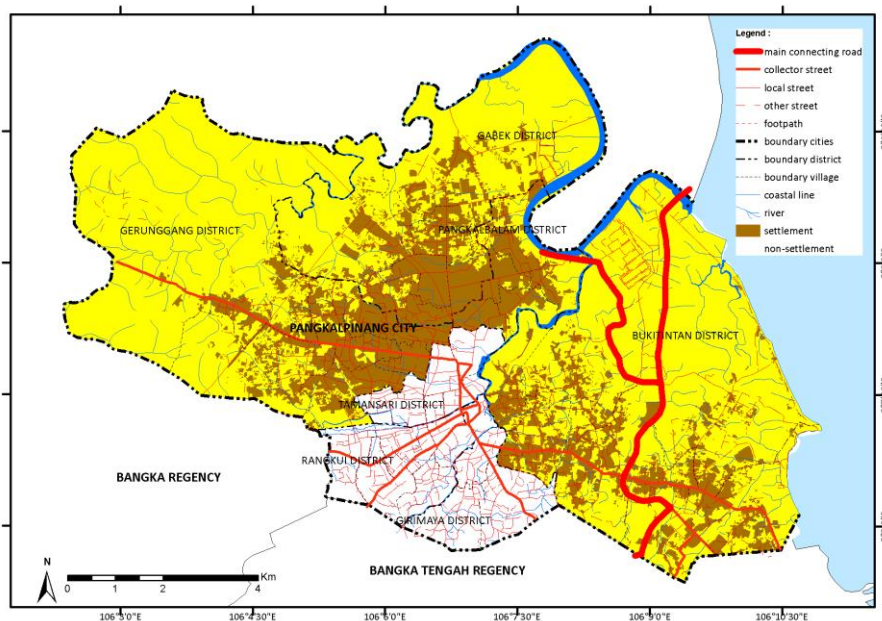 Legend :
main connecting road
collector street
local street
other street
footpath
boundary cities
boundary district
boundary village
coastal line
river
settlement
non-settlement
GABEK DISTRICT
GERUNGGANG DISTRICT
PANGKALBALAM DISTRICT
PANGKALPINANG CITY
BUKITINTAN DISTRICT
TAMANSARI DISTRICT
RANGKUI DISTRICT
BANGKA REGENCY
GIRIMAYA DISTRICT
BANGKA TENGAH REGENCY
N
Km
0 1 2 4
106°3'0"E 106°4'30"E 106°6'0"E 106°7'30"E 106°9'0"E 106°10'30"E